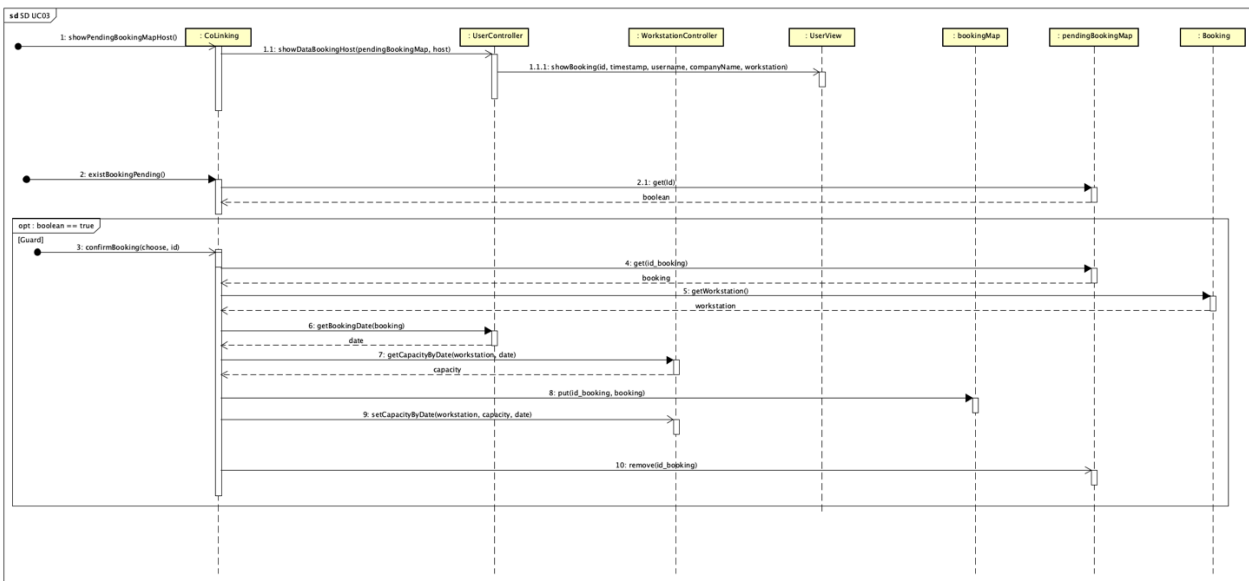 sd SD UC03
1: showPendingBookingMapHost()
: CoLinking
: UserController
: WorkstationController
: UserView
: bookingMap
: pendingBookingMap
: Booking
1.1: showDataBookingHost(pendingBookingMap, host)
1.1.1: showBooking(id, timestamp, username, companyName, workstation)
2: existBookingPending()
2.1: get(Id)
boolean
opt : boolean == true
[Guard]
3: confirmBooking(choose, id)
4: get(id_booking)
booking
5: getWorkstation()
workstation
6: getBookingDate(booking)
date
7: getCapacityByDate(workstation, date)
capacity
8: put(id_booking, booking)
9: setCapacityByDate(workstation, capacity, date)
10: remove(id_booking)